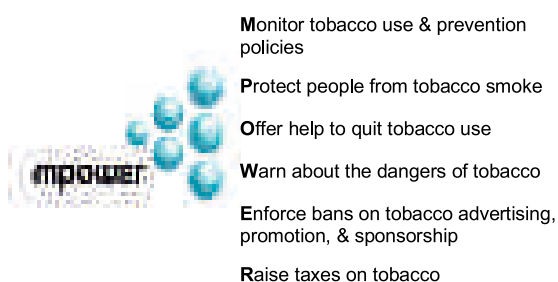 Monitor tobacco use & prevention
policies
Protect people from tobacco smoke
Offer help to quit tobacco use
mpower
Warn about the dangers of tobacco
Enforce bans on tobacco advertising,
promotion, & sponsorship
Raise taxes on tobacco